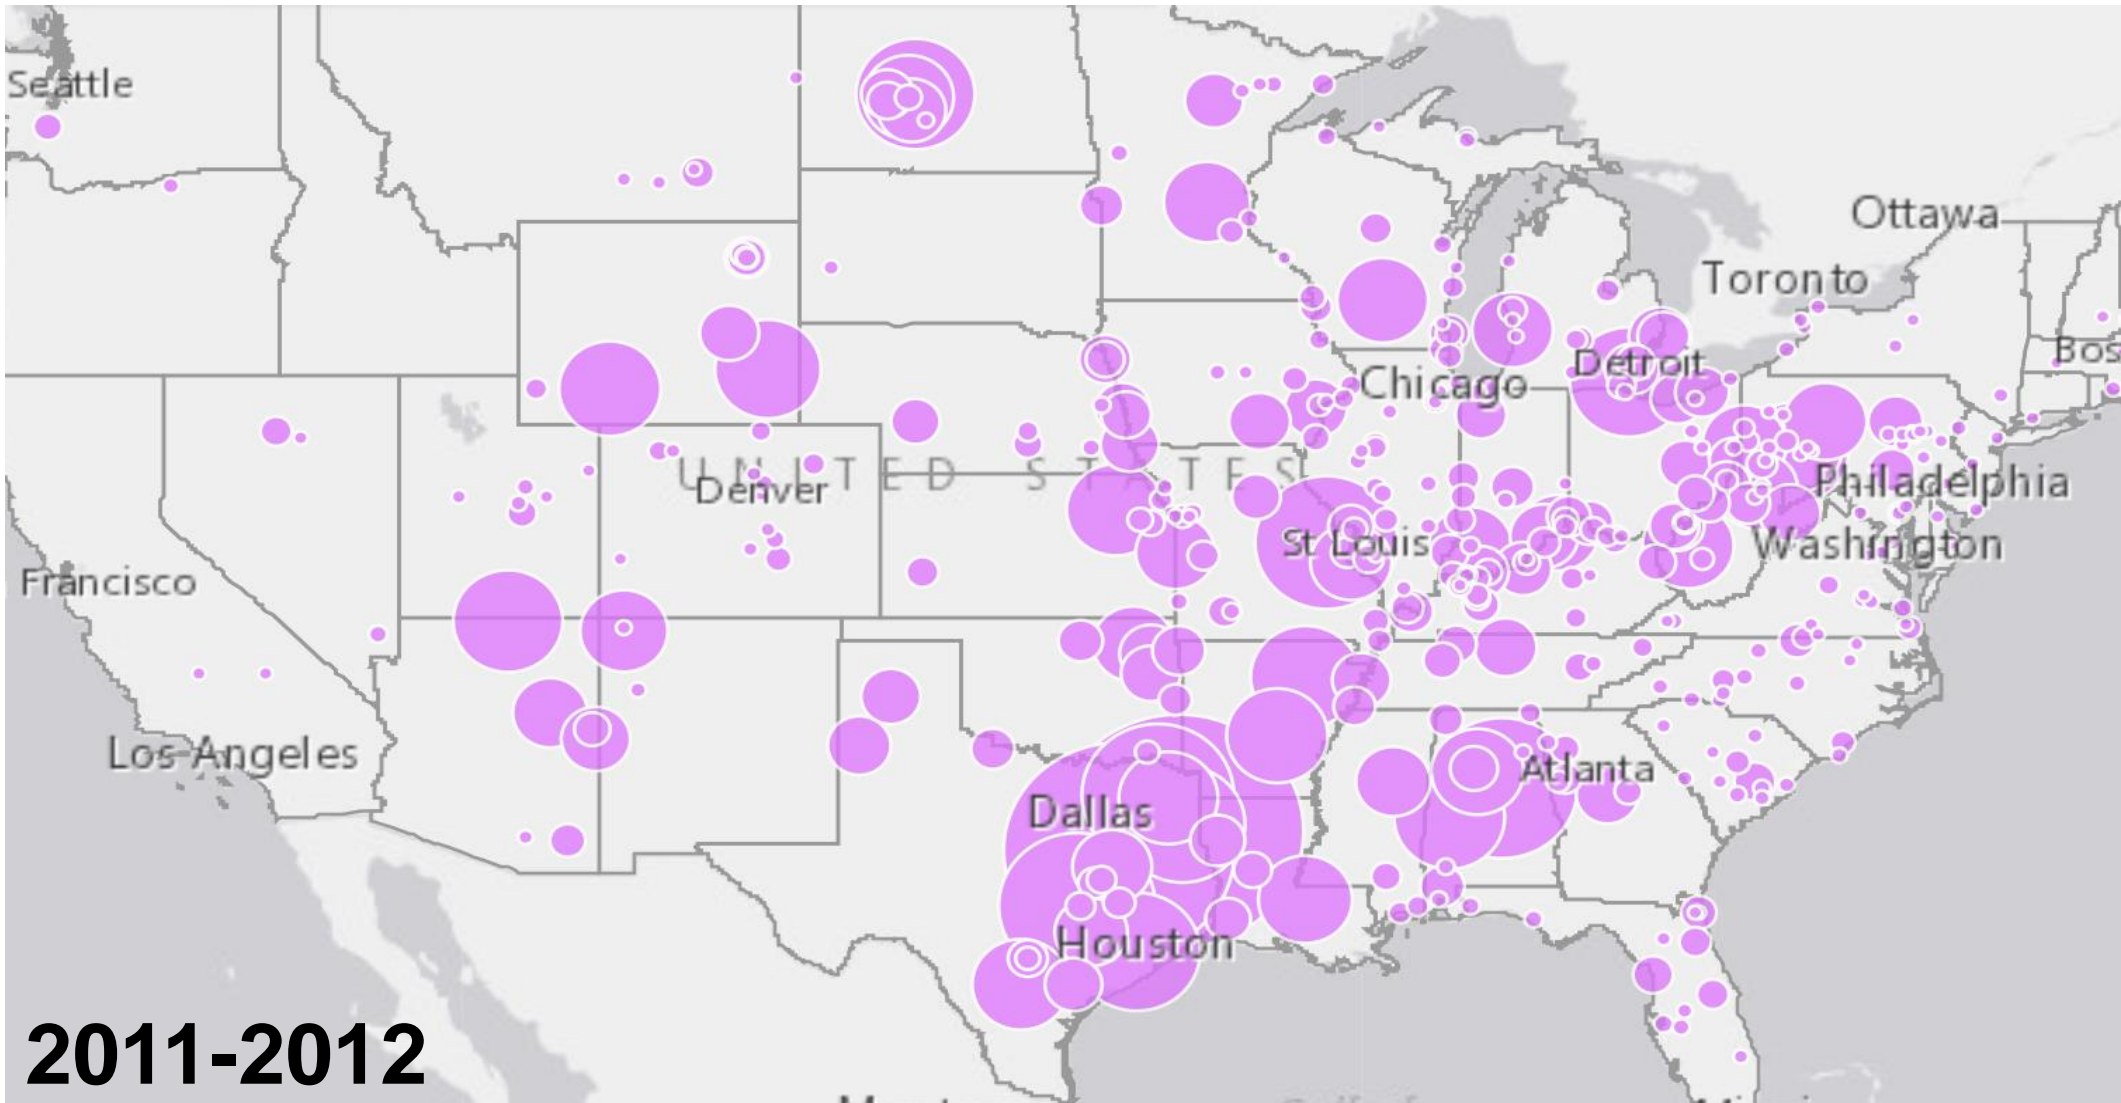 Seattle
Ottawa
Toronto
Bos
Detroit
Chicago
UNITED STATES
Denver
Philadelphia
St Louis
Washington
Francisco
Los Angeles
Atlanta
Dallas
Houston
2011-2012